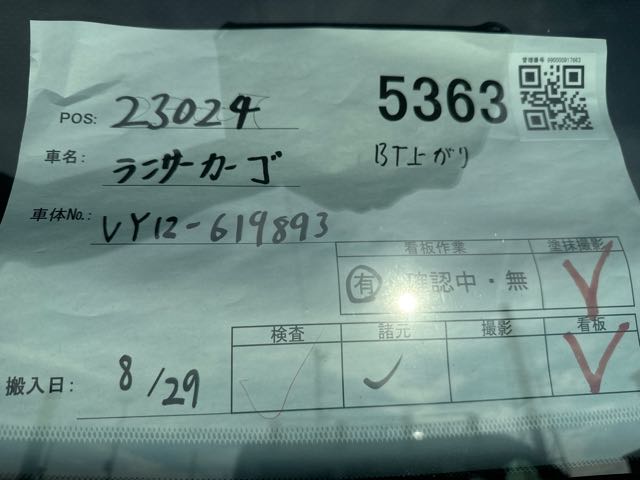 管理番号 090000917663
POS: 23024
5363
車名: ランサーカーゴ
BT上がり
車体No.: VY12-619893
看板作業 塗抹撮影
有・確認中・無
検査 諸元 撮影 看板
搬入日: 8/29